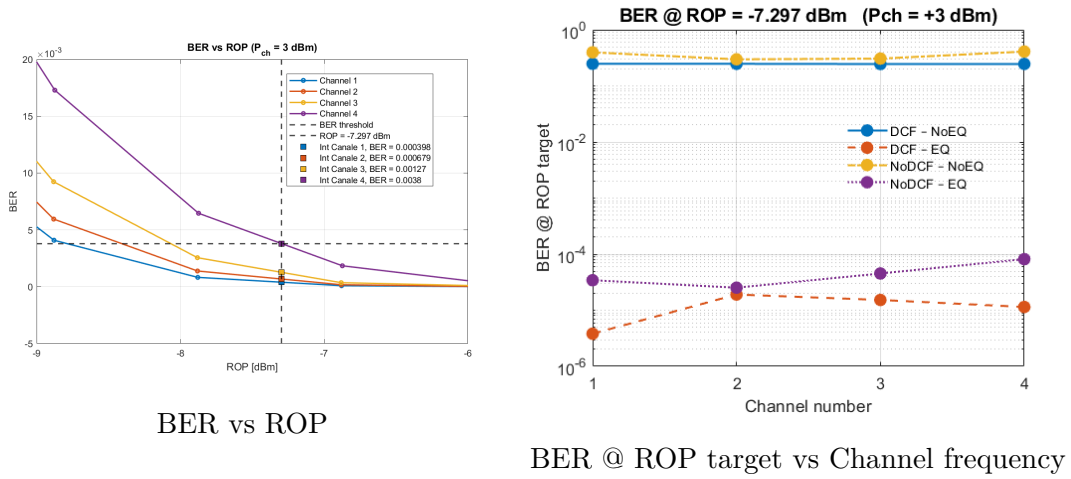 BER vs ROP (Pch = 3 dBm)
×10-3
20
15
10
5
0
-5
BER
-9
-8
-7
-6
ROP [dBm]
Channel 1
Channel 2
Channel 3
Channel 4
BER threshold
ROP = -7.297 dBm
Int Canale 1, BER = 0.000398
Int Canale 2, BER = 0.000679
Int Canale 3, BER = 0.00127
Int Canale 4, BER = 0.0038
BER vs ROP
BER @ ROP = -7.297 dBm (Pch = +3 dBm)
100
10-2
10-4
10-6
BER @ ROP target
1
2
3
4
Channel number
DCF – NoEQ
DCF – EQ
NoDCF – NoEQ
NoDCF – EQ
BER @ ROP target vs Channel frequency